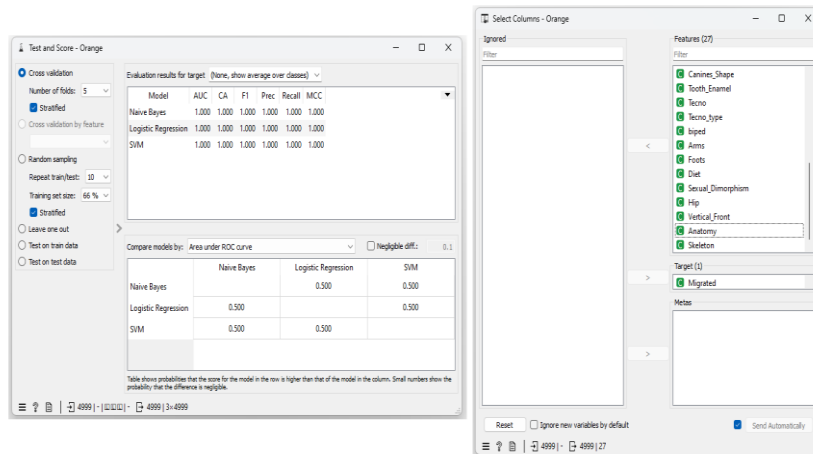 Test and Score - Orange
Cross validation
Number of folds: 5
Stratified
Cross validation by feature
Random sampling
Repeat train/test: 10
Training set size: 66 %
Stratified
Leave one out
Test on train data
Test on test data
Evaluation results for target (None, show average over classes)
Model AUC CA F1 Prec Recall MCC
Naive Bayes 1.000 1.000 1.000 1.000 1.000 1.000
Logistic Regression 1.000 1.000 1.000 1.000 1.000 1.000
SVM 1.000 1.000 1.000 1.000 1.000 1.000
Compare models by: Area under ROC curve
Negligible diff.: 0.1
Naive Bayes Logistic Regression SVM
Naive Bayes 0.500 0.500
Logistic Regression 0.500 0.500
SVM 0.500 0.500
Table shows probabilities that the score for the model in the row is higher than that of the model in the column. Small numbers show the
probability that the difference is negligible.
4999 | - | - 4999 | 3×4999
Select Columns - Orange
Ignored
Filter
Features (27)
Filter
C Canines_Shape
C Tooth_Enamel
C Tecno
C Tecno_type
C biped
C Arms
C Foots
C Diet
C Sexual_Dimorphism
C Hip
C Vertical_Front
C Anatomy
C Skeleton
<
Target (1)
C Migrated
>
Metas
>
Reset
Ignore new variables by default
Send Automatically
4999 | - 4999 | 27